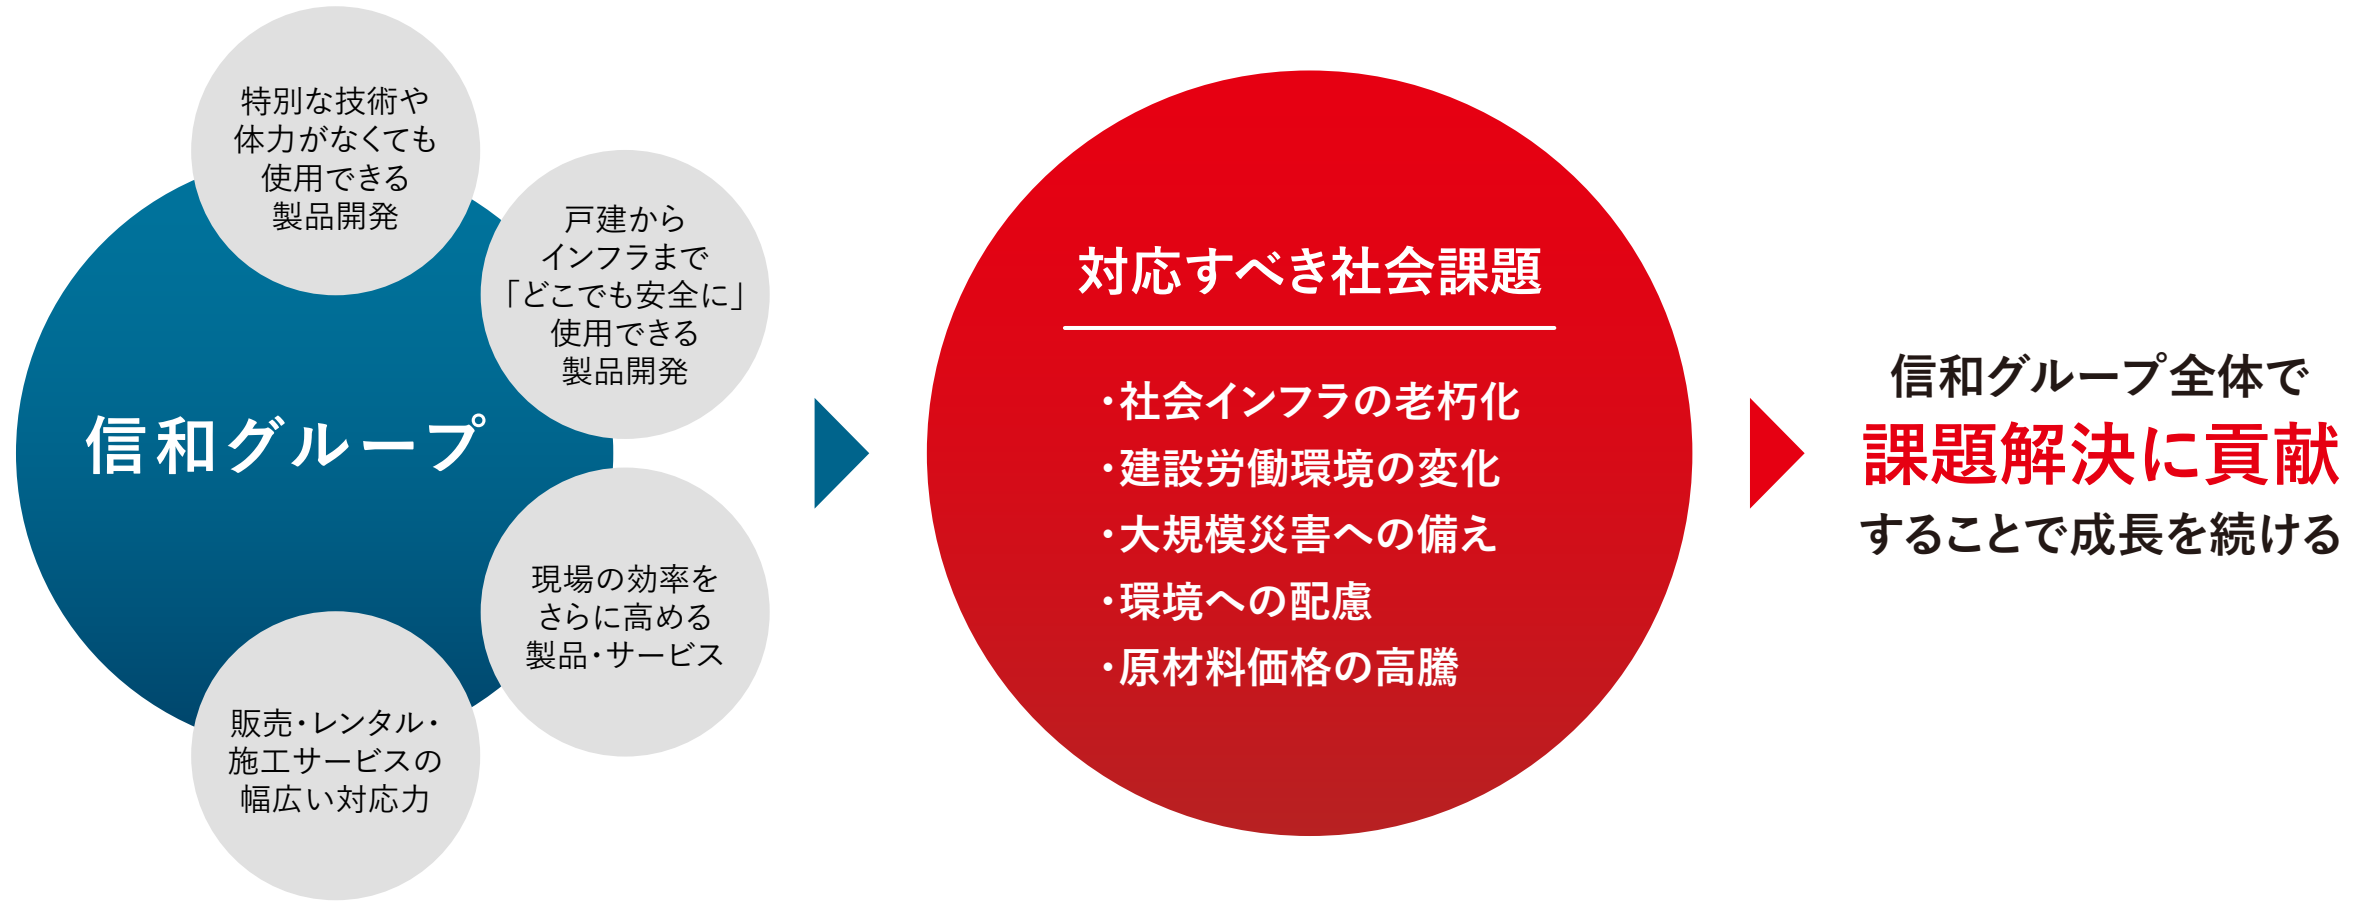 特別な技術や
体力がなくても
使用できる
製品開発
戸建から
インフラまで
「どこでも安全に」
使用できる
製品開発
信和グループ
現場の効率を
さらに高める
製品・サービス
販売・レンタル・
施工サービスの
幅広い対応力
対応すべき社会課題
・社会インフラの老朽化
・建設労働環境の変化
・大規模災害への備え
・環境への配慮
・原材料価格の高騰
信和グループ全体で
課題解決に貢献
することで成長を続ける